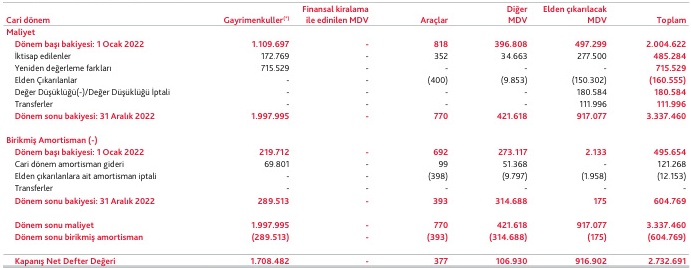 Cari dönem Gayrimenkuller(*) Finansal kiralama ile edinilen MDV Araçlar Diğer MDV Elden çıkarılacak MDV Toplam
Maliyet
Dönem başı bakiyesi: 1 Ocak 2022 1.109.697 - 818 396.808 497.299 2.004.622
İktisap edilenler 172.769 - 352 34.663 277.500 485.284
Yeniden değerleme farkları 715.529 - - - - 715.529
Elden Çıkarılanlar - - (400) (9.853) (150.302) (160.555)
Değer Düşüklüğü(-)/Değer Düşüklüğü İptali - - - - 180.584 180.584
Transferler - - - - 111.996 111.996
Dönem sonu bakiyesi: 31 Aralık 2022 1.997.995 - 770 421.618 917.077 3.337.460
Birikmiş Amortisman (-)
Dönem başı bakiyesi: 1 Ocak 2022 219.712 - 692 273.117 2.133 495.654
Cari dönem amortisman gideri 69.801 - 99 51.368 - 121.268
Elden çıkarılanlara ait amortisman iptali - - (398) (9.797) (1.958) (12.153)
Transferler - - - - - -
Dönem sonu bakiyesi: 31 Aralık 2022 289.513 - 393 314.688 175 604.769
Dönem sonu maliyet 1.997.995 - 770 421.618 917.077 3.337.460
Dönem sonu birikmiş amortisman (289.513) - (393) (314.688) (175) (604.769)
Kapanış Net Defter Değeri 1.708.482 - 377 106.930 916.902 2.732.691